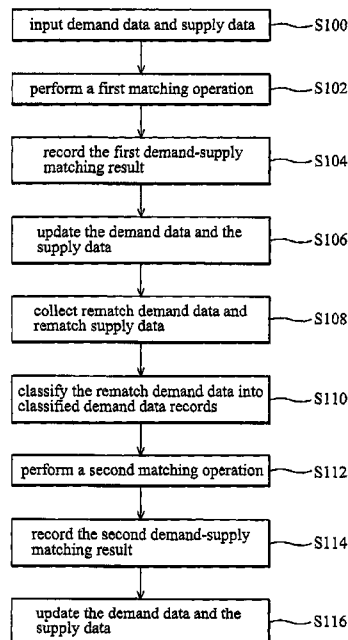 input demand data and supply data
S100
perform a first matching operation
S102
record the first demand-supply
matching result
S104
update the demand data and the
supply data
S106
collect rematch demand data and
rematch supply data
S108
classify the rematch demand data into
classified demand data records
S110
perform a second matching operation
S112
record the second demand-supply
matching result
S114
update the demand data and the
supply data
S116